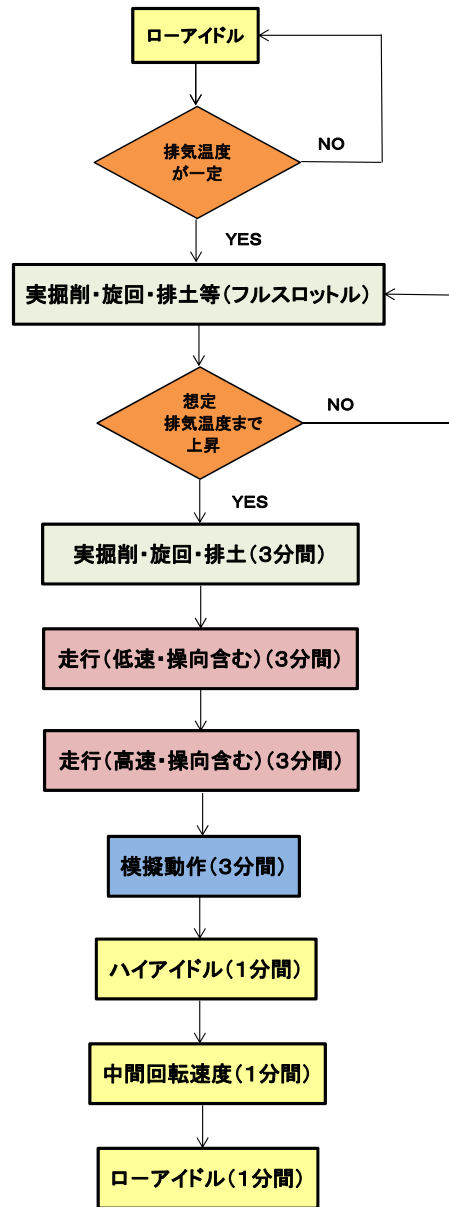 ローアイドル
排気温度
が一定
NO
YES
実掘削・旋回・排土等(フルスロットル)
想定
排気温度まで
上昇
NO
YES
実掘削・旋回・排土(3分間)
走行(低速・操向含む)(3分間)
走行(高速・操向含む)(3分間)
模擬動作(3分間)
ハイアイドル(1分間)
中間回転速度(1分間)
ローアイドル(1分間)